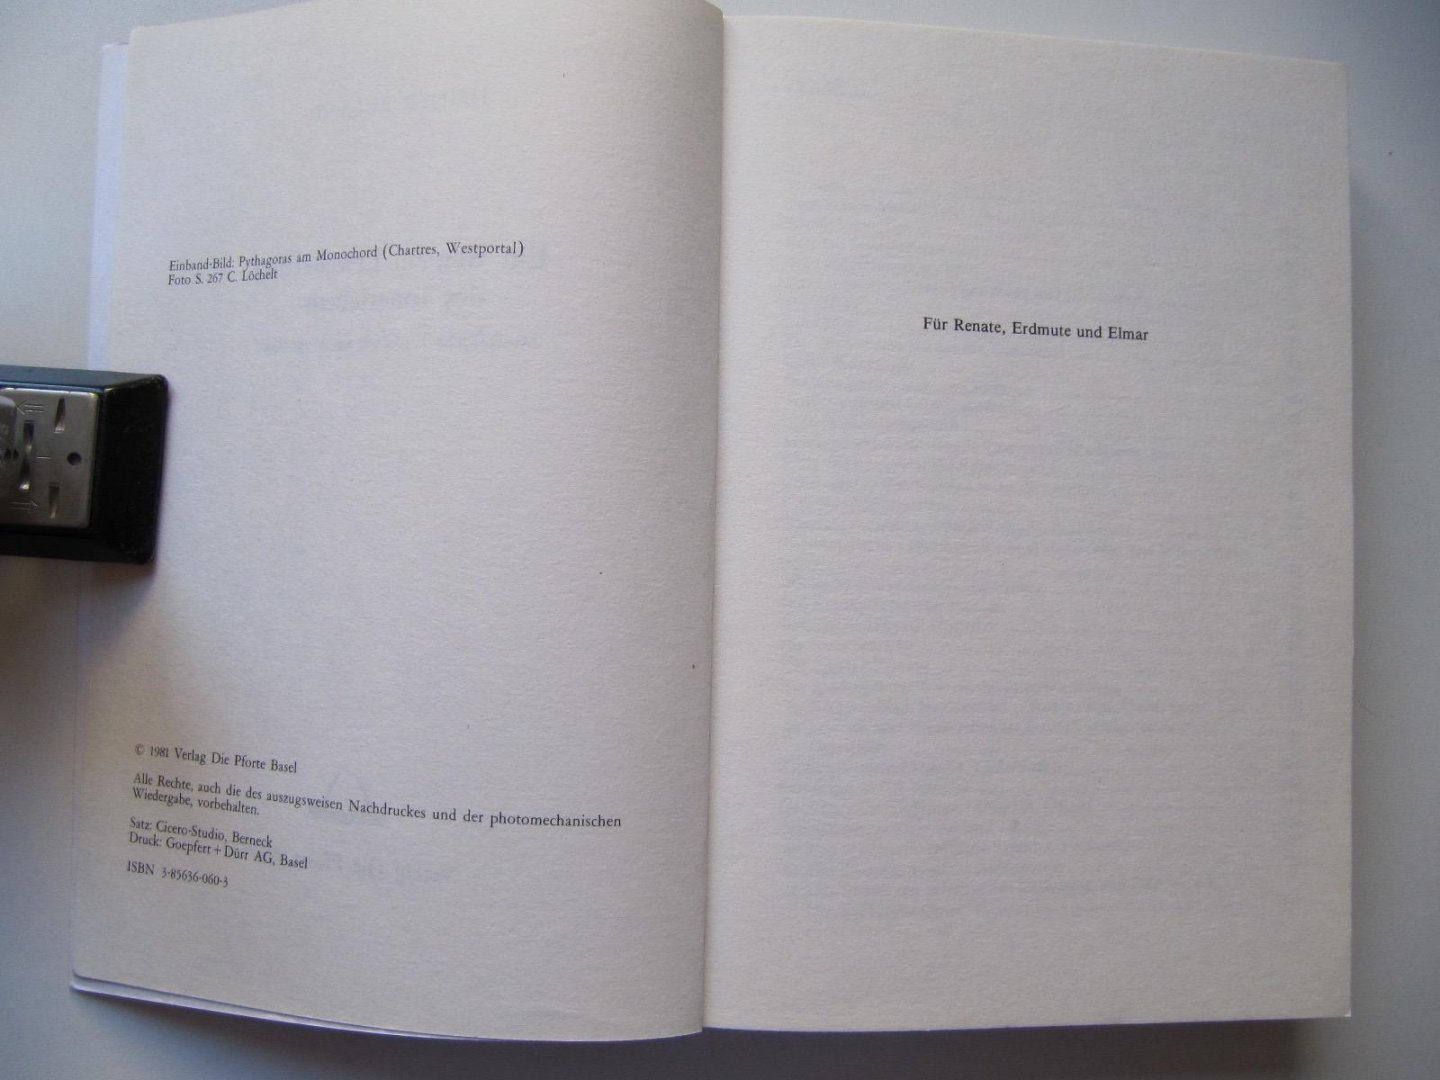 Einband-Bild: Pythagoras am Monochord (Chartres, Westportal)
Foto S. 267 C. Löchelt
© 1981 Verlag Die Pforte Basel
Alle Rechte, auch die des auszugsweisen Nachdruckes und der photomechanischen
Wiedergabe, vorbehalten.
Satz: Cicero-Studio, Berneck
Druck: Goepfert + Dürr AG, Basel
ISBN 3-85636-060-3
Für Renate, Erdmute und Elmar